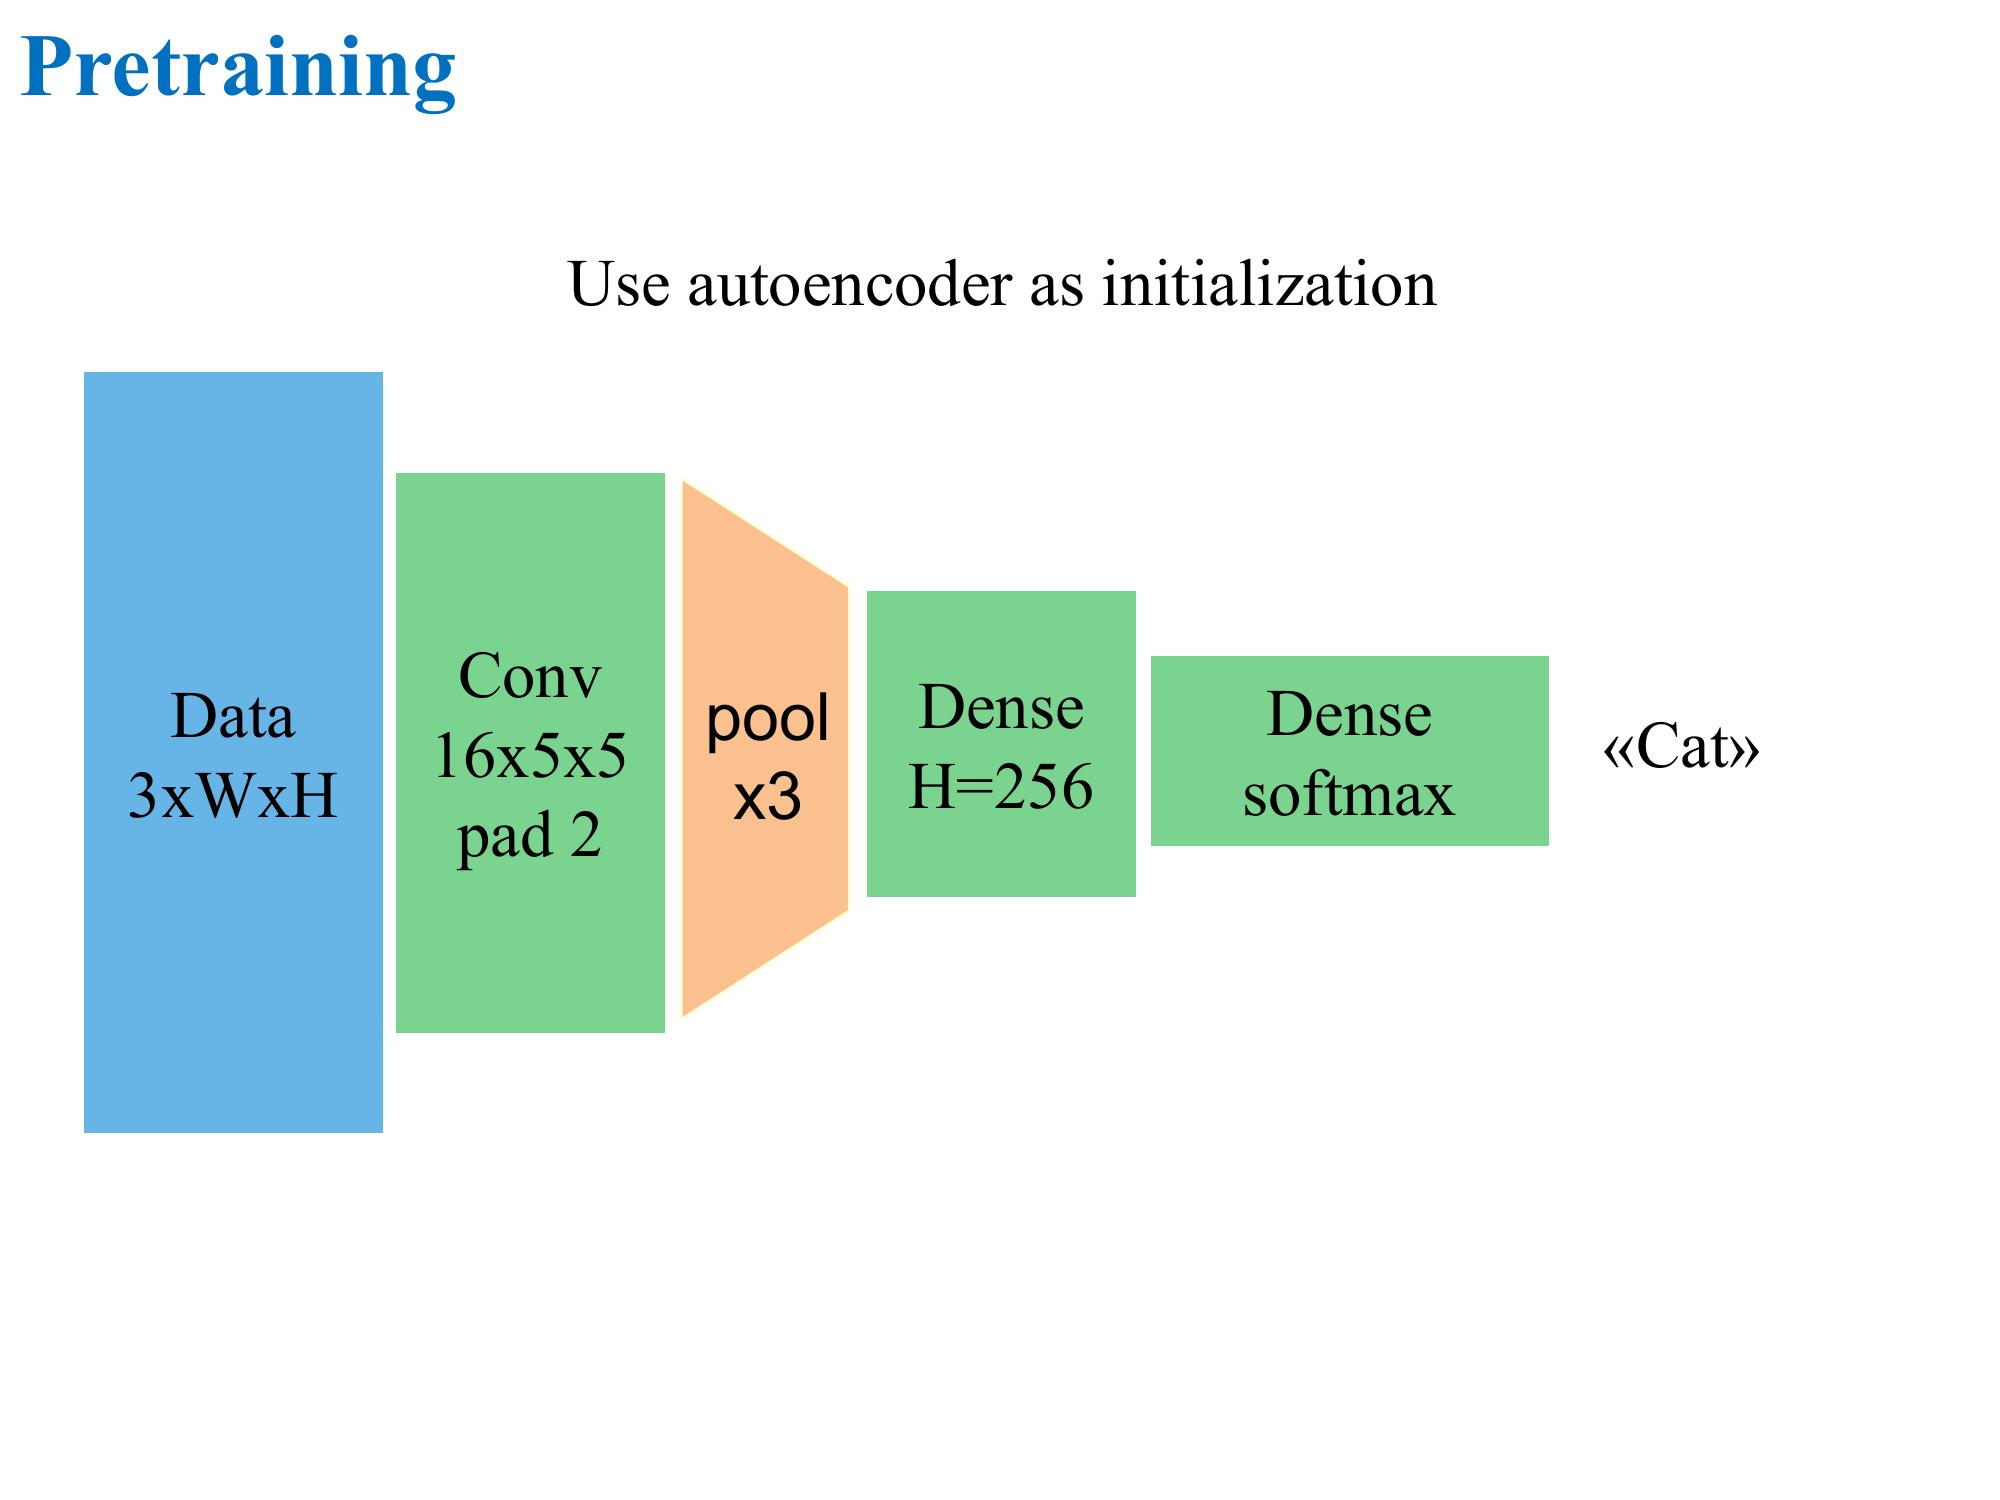 Pretraining
Use autoencoder as initialization
Data
3xWxH
Conv
16x5x5
pad 2
pool
x3
Dense
H=256
Dense
softmax
«Cat»